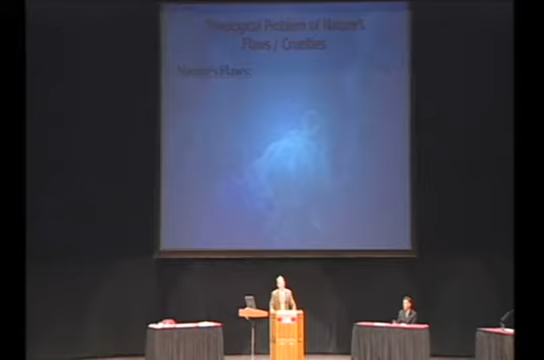 Theological Problem of Nature's
Flaws / Cruelties
Nature's Flaws: